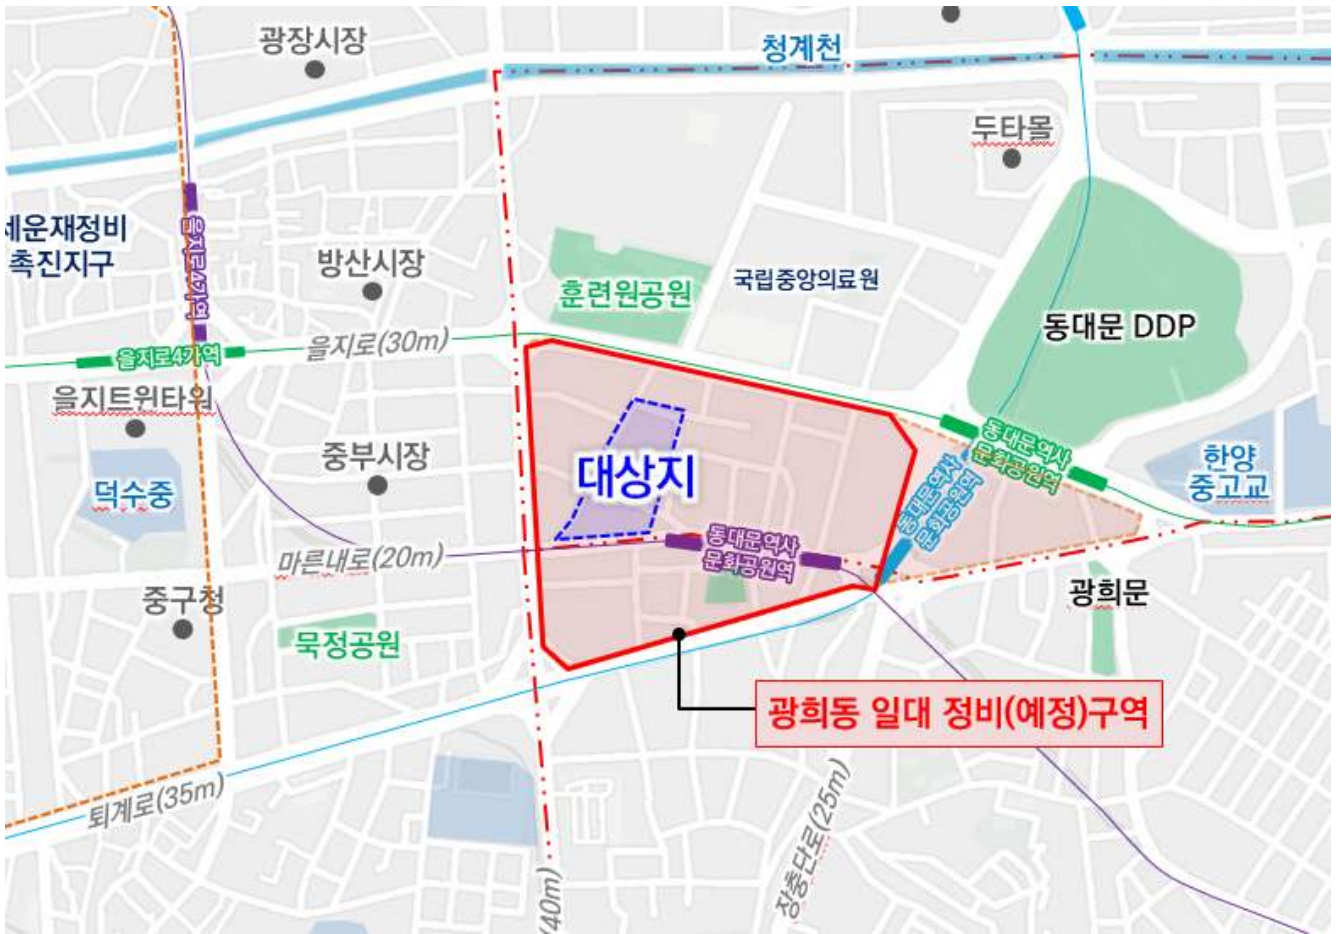 광장시장
청계천
두타몰
세운재정비
촉진지구
을지로4가역
방산시장
훈련원공원
국립중앙의료원
동대문 DDP
을지로(30m)
을지로4가역
을지트윈타워
중부시장
덕수중
대상지
동대문역사
문화공원역
동대문역사
문화공원역
한양
중고교
마른내로(20m)
동대문역사
문화공원역
중구청
묵정공원
광희문
광희동 일대 정비(예정)구역
퇴계로(35m)
장충단로(25m)
(40m)